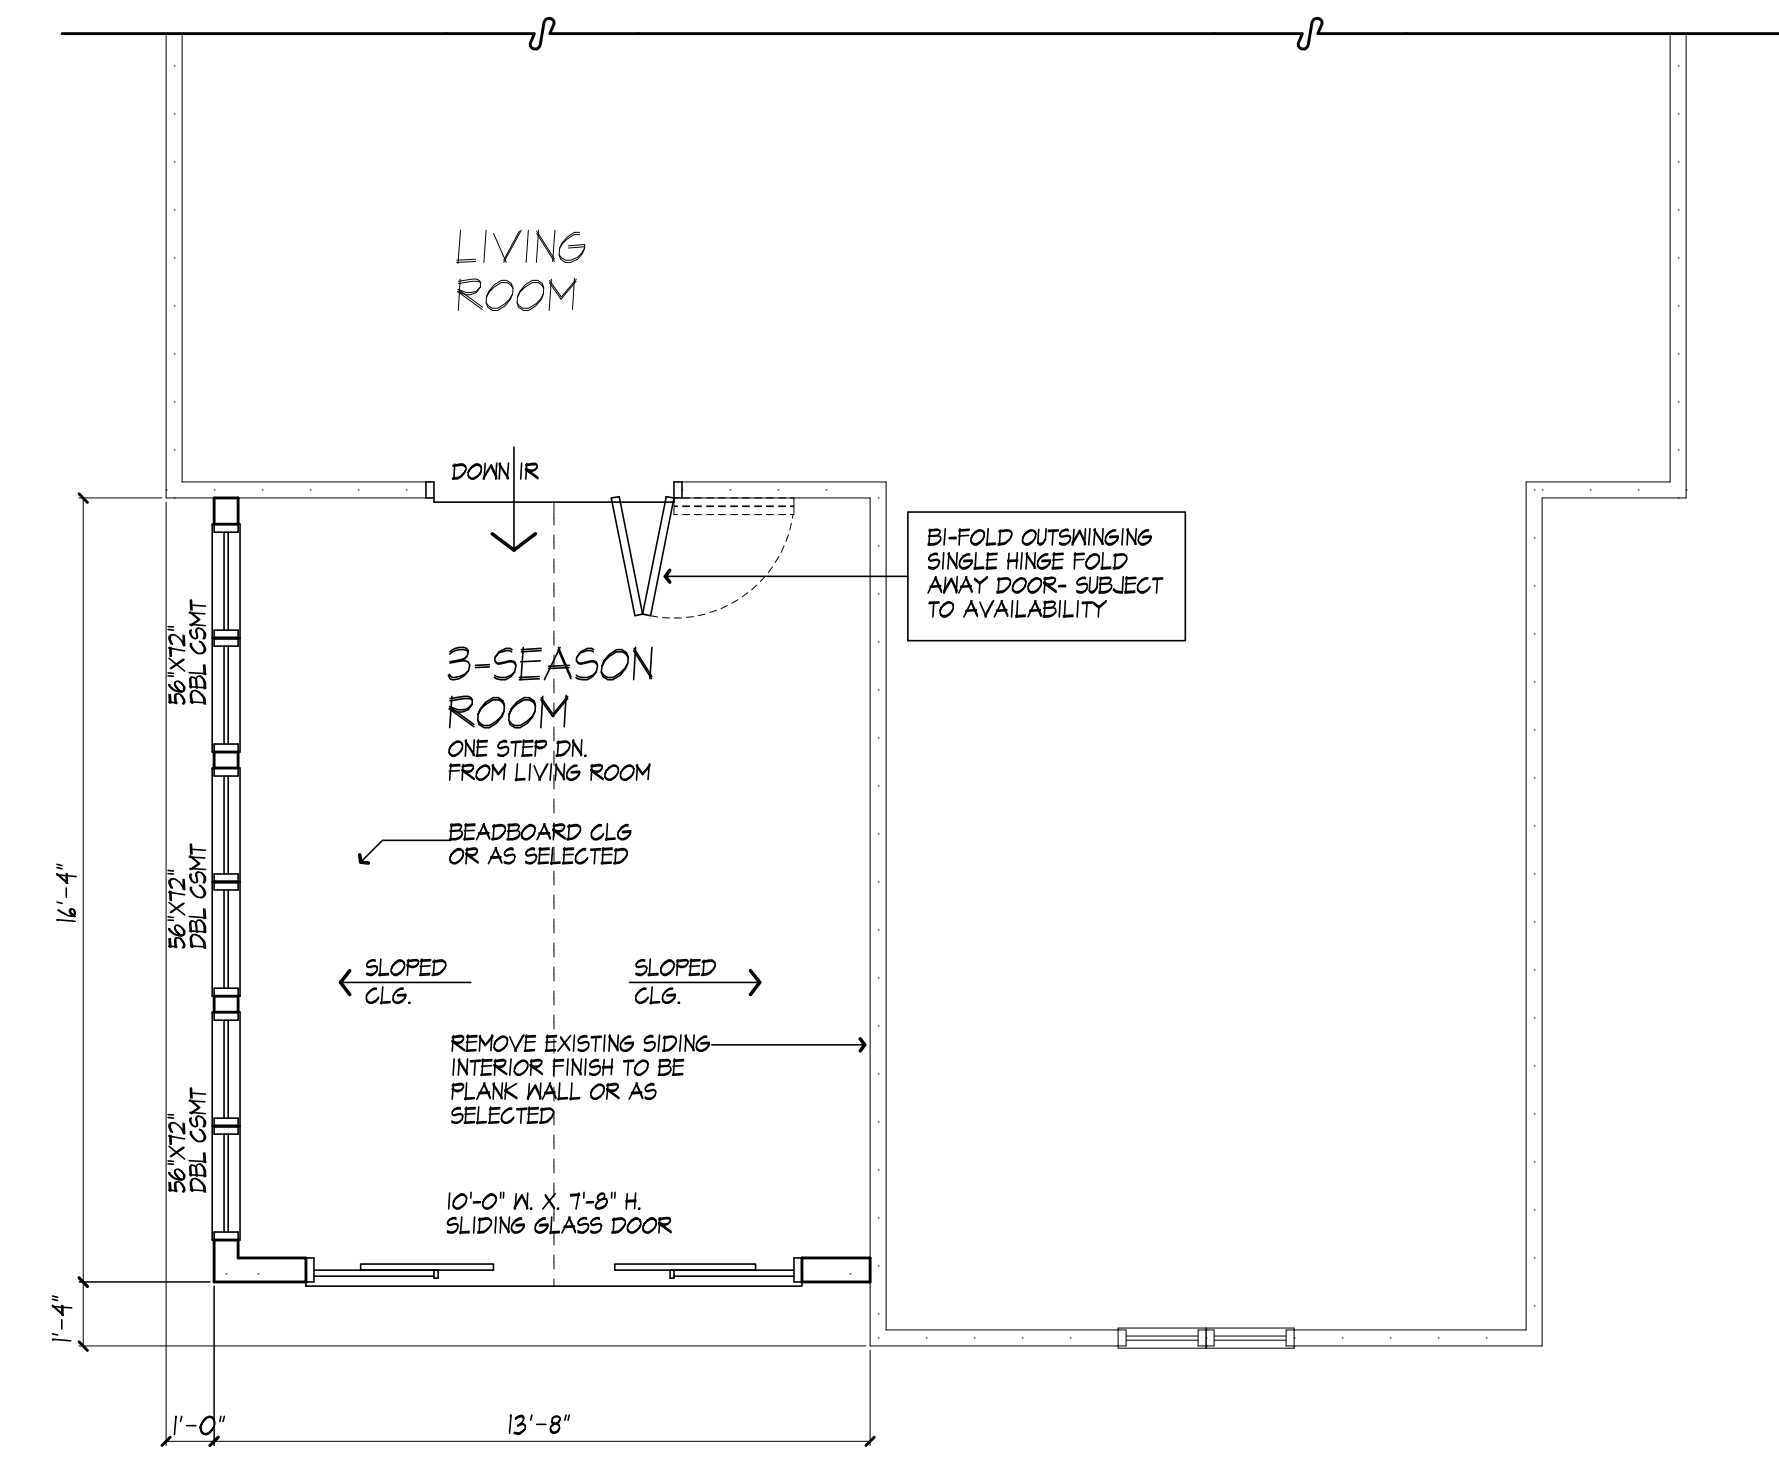 LIVING
ROOM
DOWN 1R
BI-FOLD OUTSWINGING
SINGLE HINGE FOLD
AWAY DOOR- SUBJECT
TO AVAILABILITY
3-SEASON
ROOM
ONE STEP DN.
FROM LIVING ROOM
56"X72"
DBL CSMT
BEADBOARD CLG
OR AS SELECTED
56"X72"
DBL CSMT
16'-4"
SLOPED
CLG.
SLOPED
CLG.
REMOVE EXISTING SIDING
INTERIOR FINISH TO BE
PLANK WALL OR AS
SELECTED
56"X72"
DBL CSMT
10'-0" W. X. 7'-8" H.
SLIDING GLASS DOOR
1'-4"
1'-0"
13'-8"